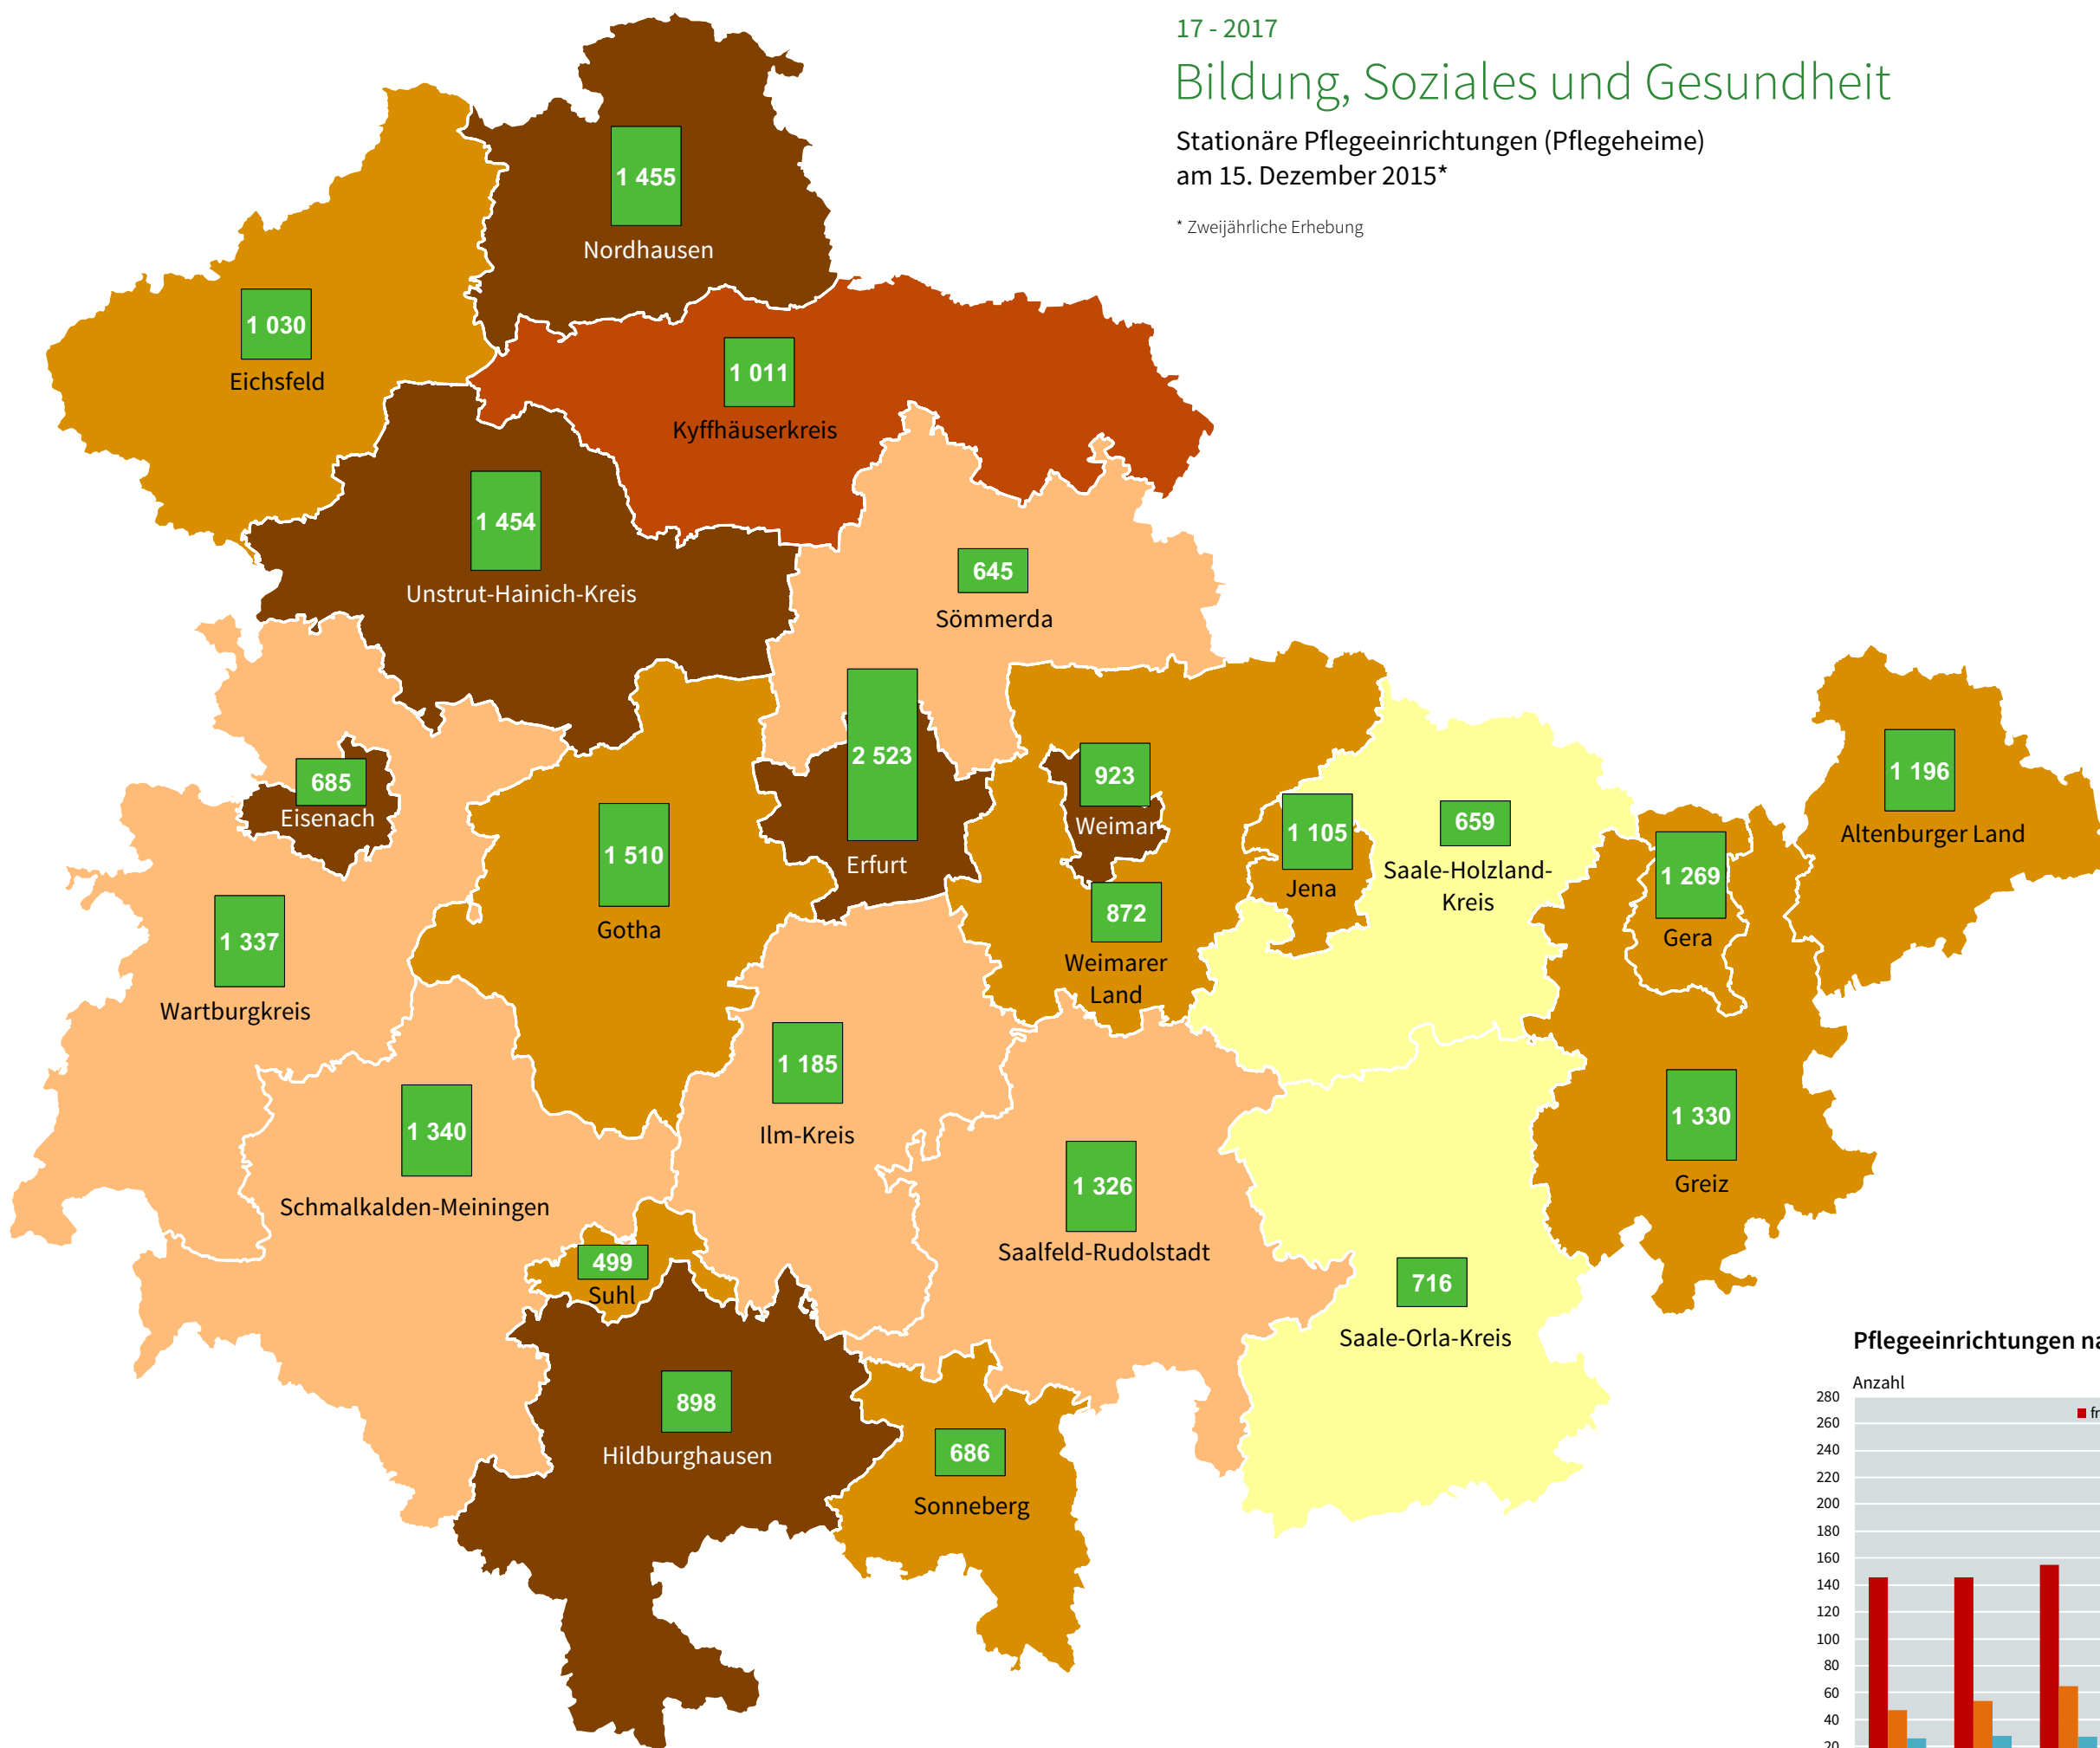 17 - 2017
Bildung, Soziales und Gesundheit
Stationäre Pflegeeinrichtungen (Pflegeheime)
am 15. Dezember 2015*
* Zweijährliche Erhebung
1 455
Nordhausen
1 030
Eichsfeld
1 011
Kyffhäuserkreis
1 454
Unstrut-Hainich-Kreis
645
Sömmerda
2 523
Erfurt
685
Eisenach
923
Weimar
1 105
Jena
659
Saale-Holzland-
Kreis
1 196
Altenburger Land
1 269
Gera
1 510
Gotha
872
Weimarer
Land
1 337
Wartburgkreis
1 185
Ilm-Kreis
1 340
Schmalkalden-Meiningen
1 330
Greiz
1 326
Saalfeld-Rudolstadt
499
Suhl
716
Saale-Orla-Kreis
898
Hildburghausen
686
Sonneberg
Pflegeeinrichtungen na
Anzahl
280
fr
260
240
220
200
180
160
140
120
100
80
60
40
20